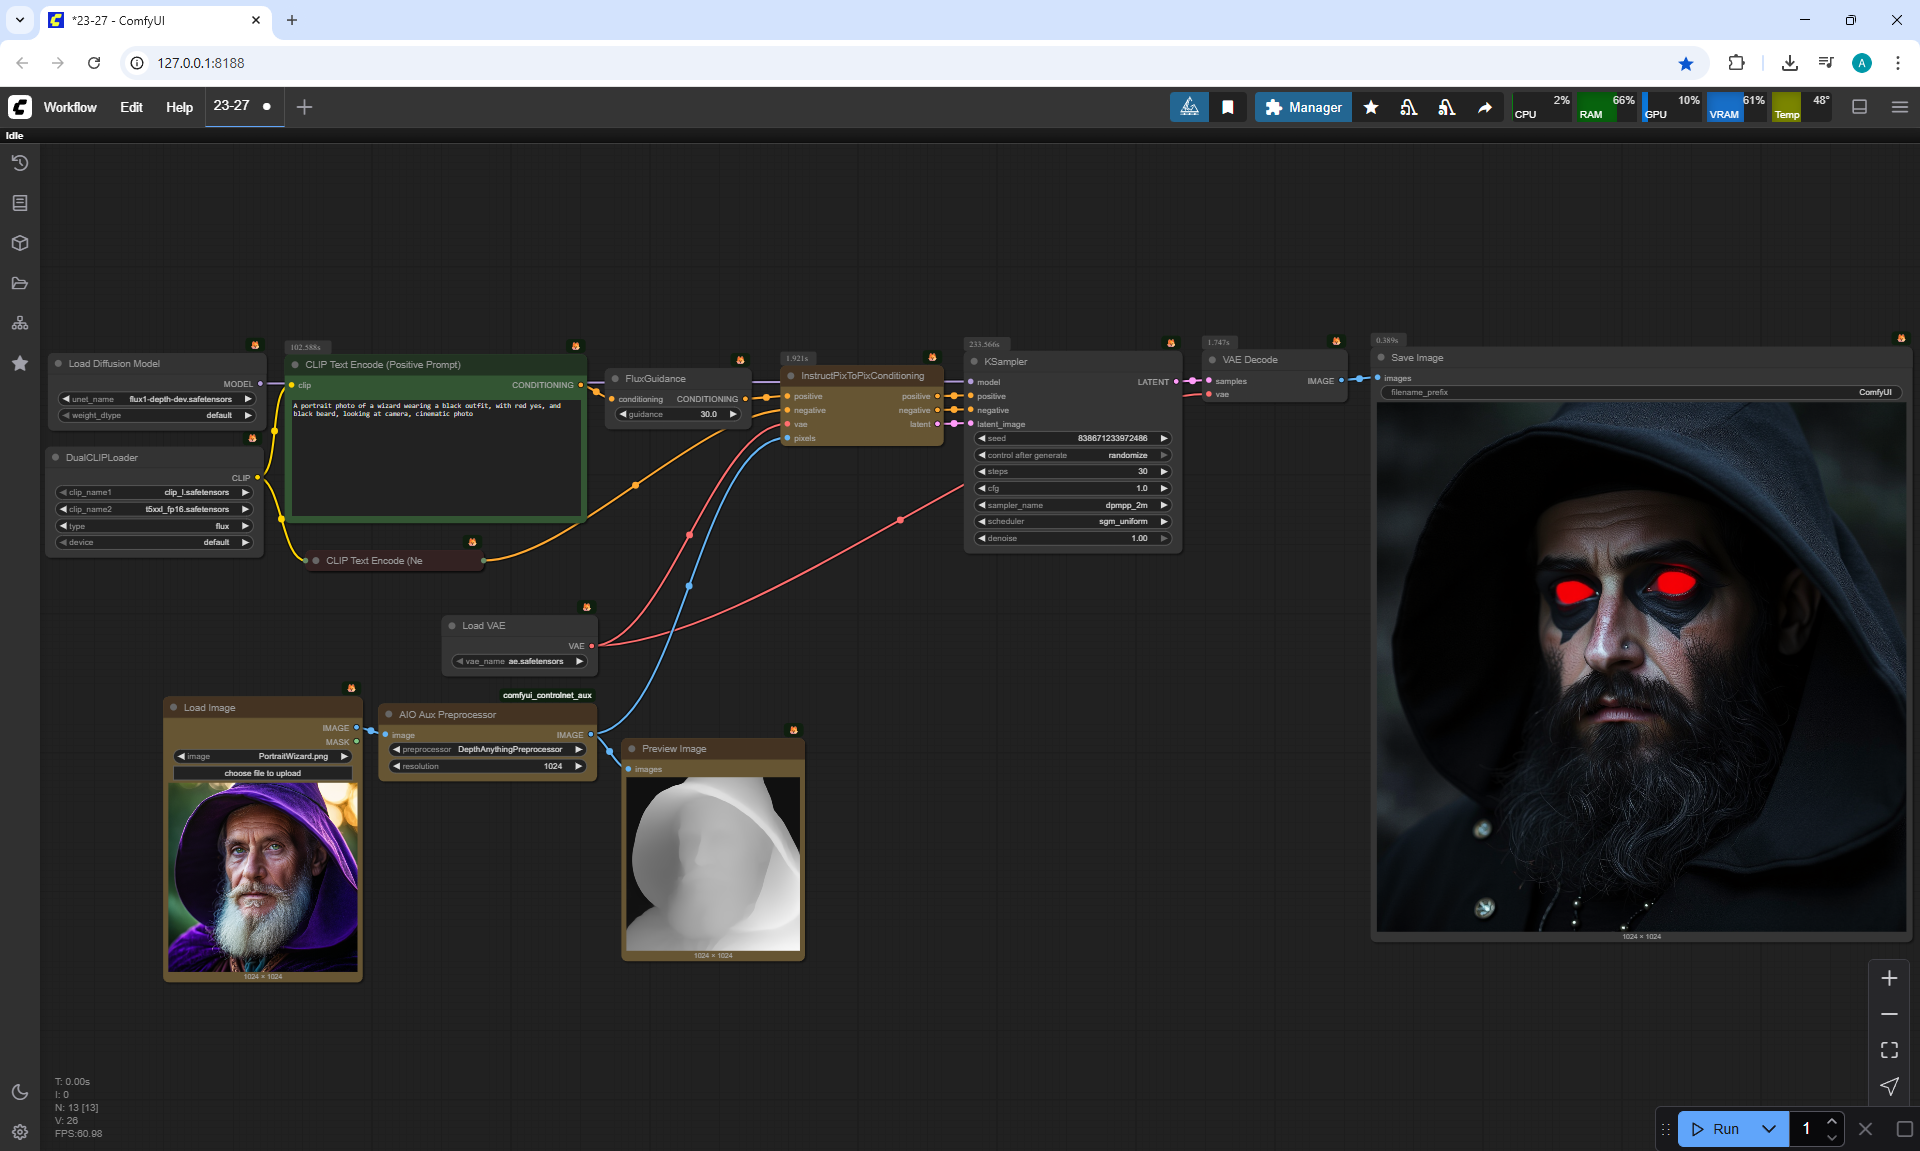 *23-27 - ComfyUI
127.0.0.1:8188
A
Workflow Edit Help 23-27
Manager
CPU 2%
RAM 66%
GPU 10%
VRAM 61%
Temp 48°
Idle
Load Diffusion Model
MODEL
unet_name flux1-depth-dev.safetensors
weight_dtype default
DualCLIPLoader
CLIP
clip_name1 clip_l.safetensors
clip_name2 t5xxl_fp16.safetensors
type flux
device default
102.588s
CLIP Text Encode (Positive Prompt)
clip CONDITIONING
A portrait photo of a wizard wearing a black outfit, with red yes, and
black beard, looking at camera, cinematic photo
CLIP Text Encode (Ne
FluxGuidance
conditioning CONDITIONING
guidance 30.0
1.921s
InstructPixToPixConditioning
positive positive
negative negative
vae latent
pixels
233.566s
KSampler
model LATENT
positive
negative
latent_image
seed 838671233972486
control after generate randomize
steps 30
cfg 1.0
sampler_name dpmpp_2m
scheduler sgm_uniform
denoise 1.00
1.747s
VAE Decode
samples IMAGE
vae
0.389s
Save Image
images
filename_prefix ComfyUI
1024 × 1024
Load VAE
VAE
vae_name ae.safetensors
Load Image
IMAGE
MASK
image PortraitWizard.png
choose file to upload
1024 × 1024
comfyui_controlnet_aux
AIO Aux Preprocessor
image IMAGE
preprocessor DepthAnythingPreprocessor
resolution 1024
Preview Image
images
1024 × 1024
T: 0.00s
I: 0
N: 13 [13]
V: 26
FPS:60.98
Run 1